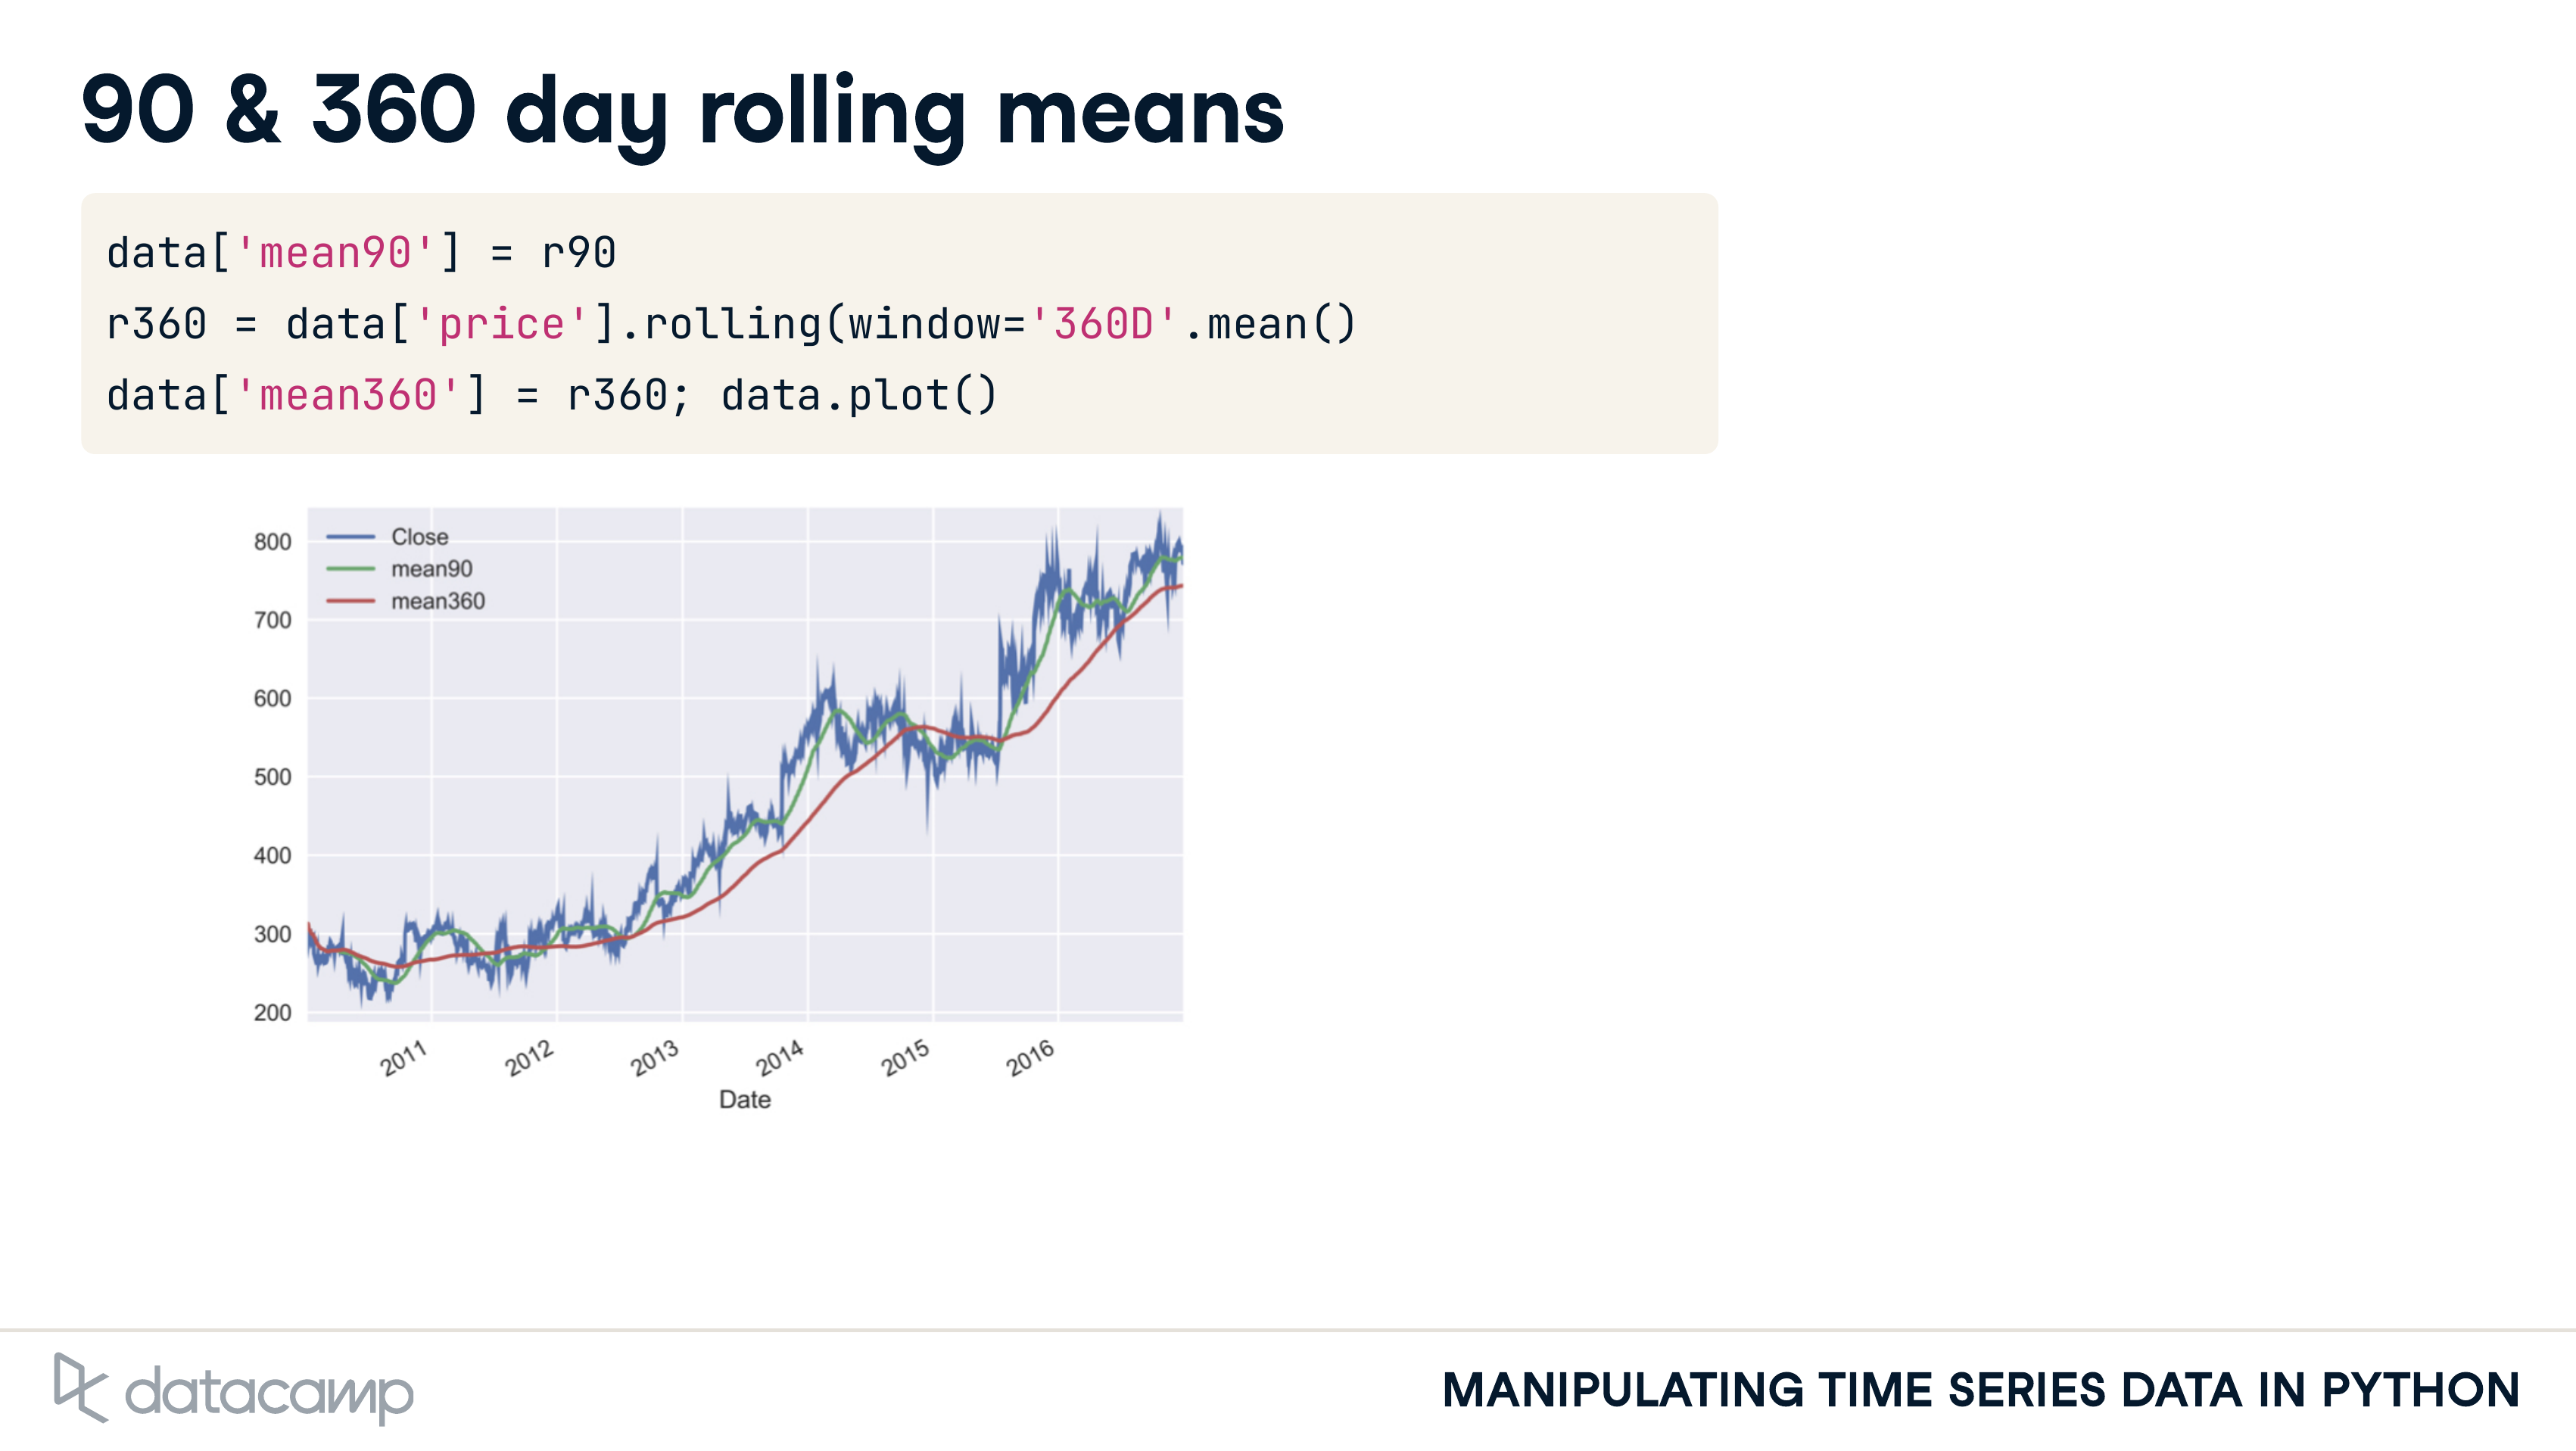 90 & 360 day rolling means
data['mean90'] = r90
r360 = data['price'].rolling(window='360D'.mean()
data['mean360'] = r360; data.plot()
Close
mean90
mean360
800
700
600
500
400
300
200
2011 2012 2013 2014 2015 2016
Date
datacamp
MANIPULATING TIME SERIES DATA IN PYTHON